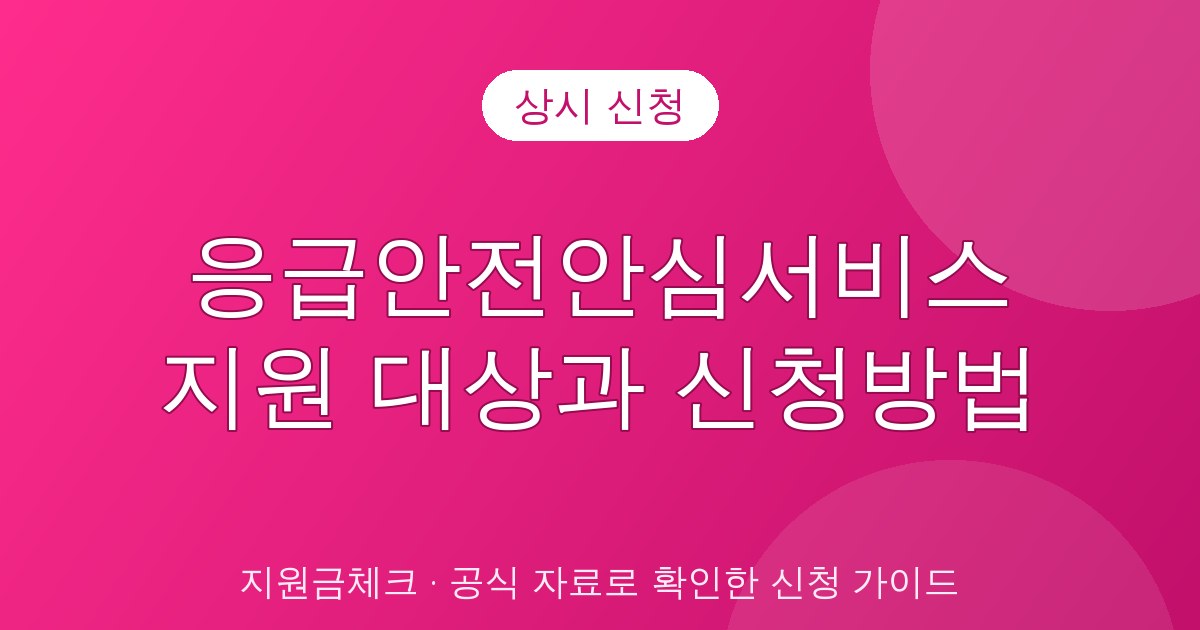 상시 신청
응급안전안심서비스
지원 대상과 신청방법
지원금체크 · 공식 자료로 확인한 신청 가이드